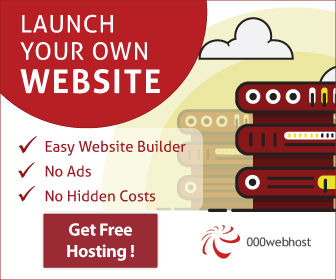 LAUNCH
YOUR OWN
WEBSITE
Easy Website Builder
No Ads
No Hidden Costs
Get Free
Hosting !
000webhost